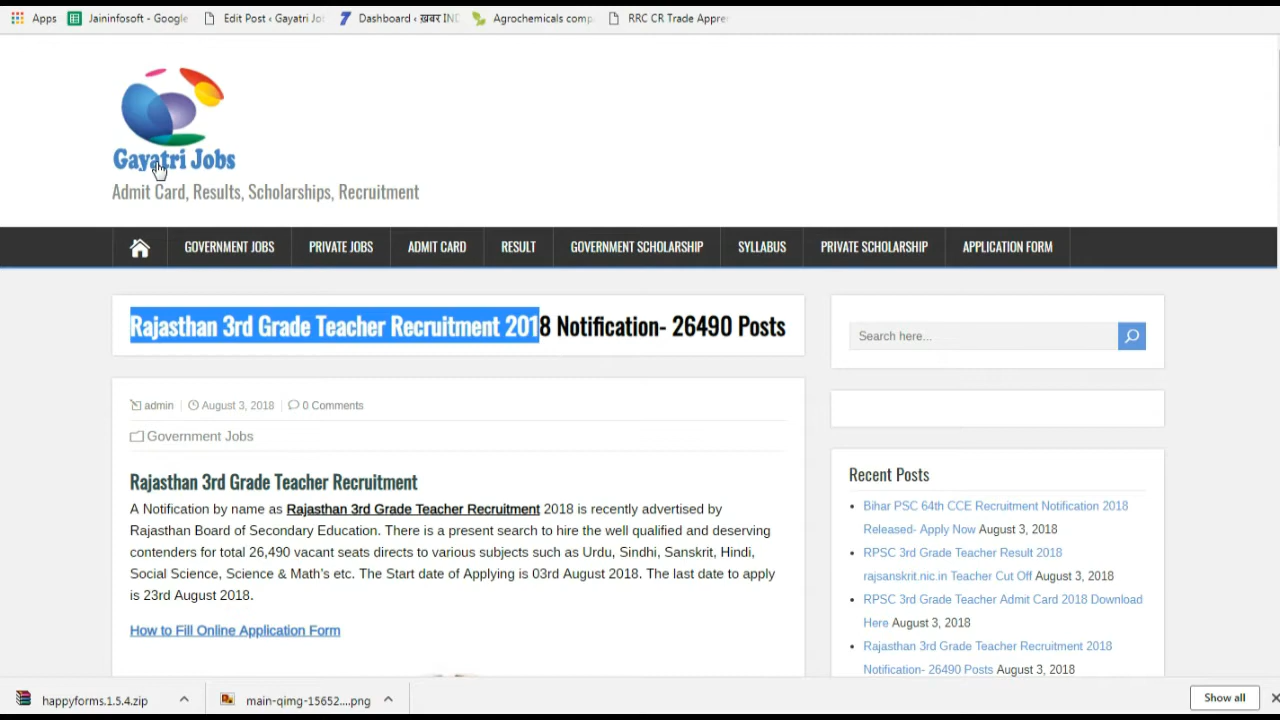 Apps Jaininfosoft - Google Edit Post ‹ Gayatri Jo Dashboard ‹ ख़बर IND Agrochemicals comp RRC CR Trade Appre
Gayatri Jobs
Admit Card, Results, Scholarships, Recruitment
GOVERNMENT JOBS PRIVATE JOBS ADMIT CARD RESULT GOVERNMENT SCHOLARSHIP SYLLABUS PRIVATE SCHOLARSHIP APPLICATION FORM
Rajasthan 3rd Grade Teacher Recruitment 2018 Notification- 26490 Posts
admin August 3, 2018 0 Comments
Government Jobs
Rajasthan 3rd Grade Teacher Recruitment
A Notification by name as Rajasthan 3rd Grade Teacher Recruitment 2018 is recently advertised by
Rajasthan Board of Secondary Education. There is a present search to hire the well qualified and deserving
contenders for total 26,490 vacant seats directs to various subjects such as Urdu, Sindhi, Sanskrit, Hindi,
Social Science, Science & Math's etc. The Start date of Applying is 03rd August 2018. The last date to apply
is 23rd August 2018.
How to Fill Online Application Form
Search here...
Recent Posts
Bihar PSC 64th CCE Recruitment Notification 2018
Released- Apply Now August 3, 2018
RPSC 3rd Grade Teacher Result 2018
rajsanskrit.nic.in Teacher Cut Off August 3, 2018
RPSC 3rd Grade Teacher Admit Card 2018 Download
Here August 3, 2018
Rajasthan 3rd Grade Teacher Recruitment 2018
Notification- 26490 Posts August 3, 2018
happyforms.1.5.4.zip main-qimg-15652....png Show all